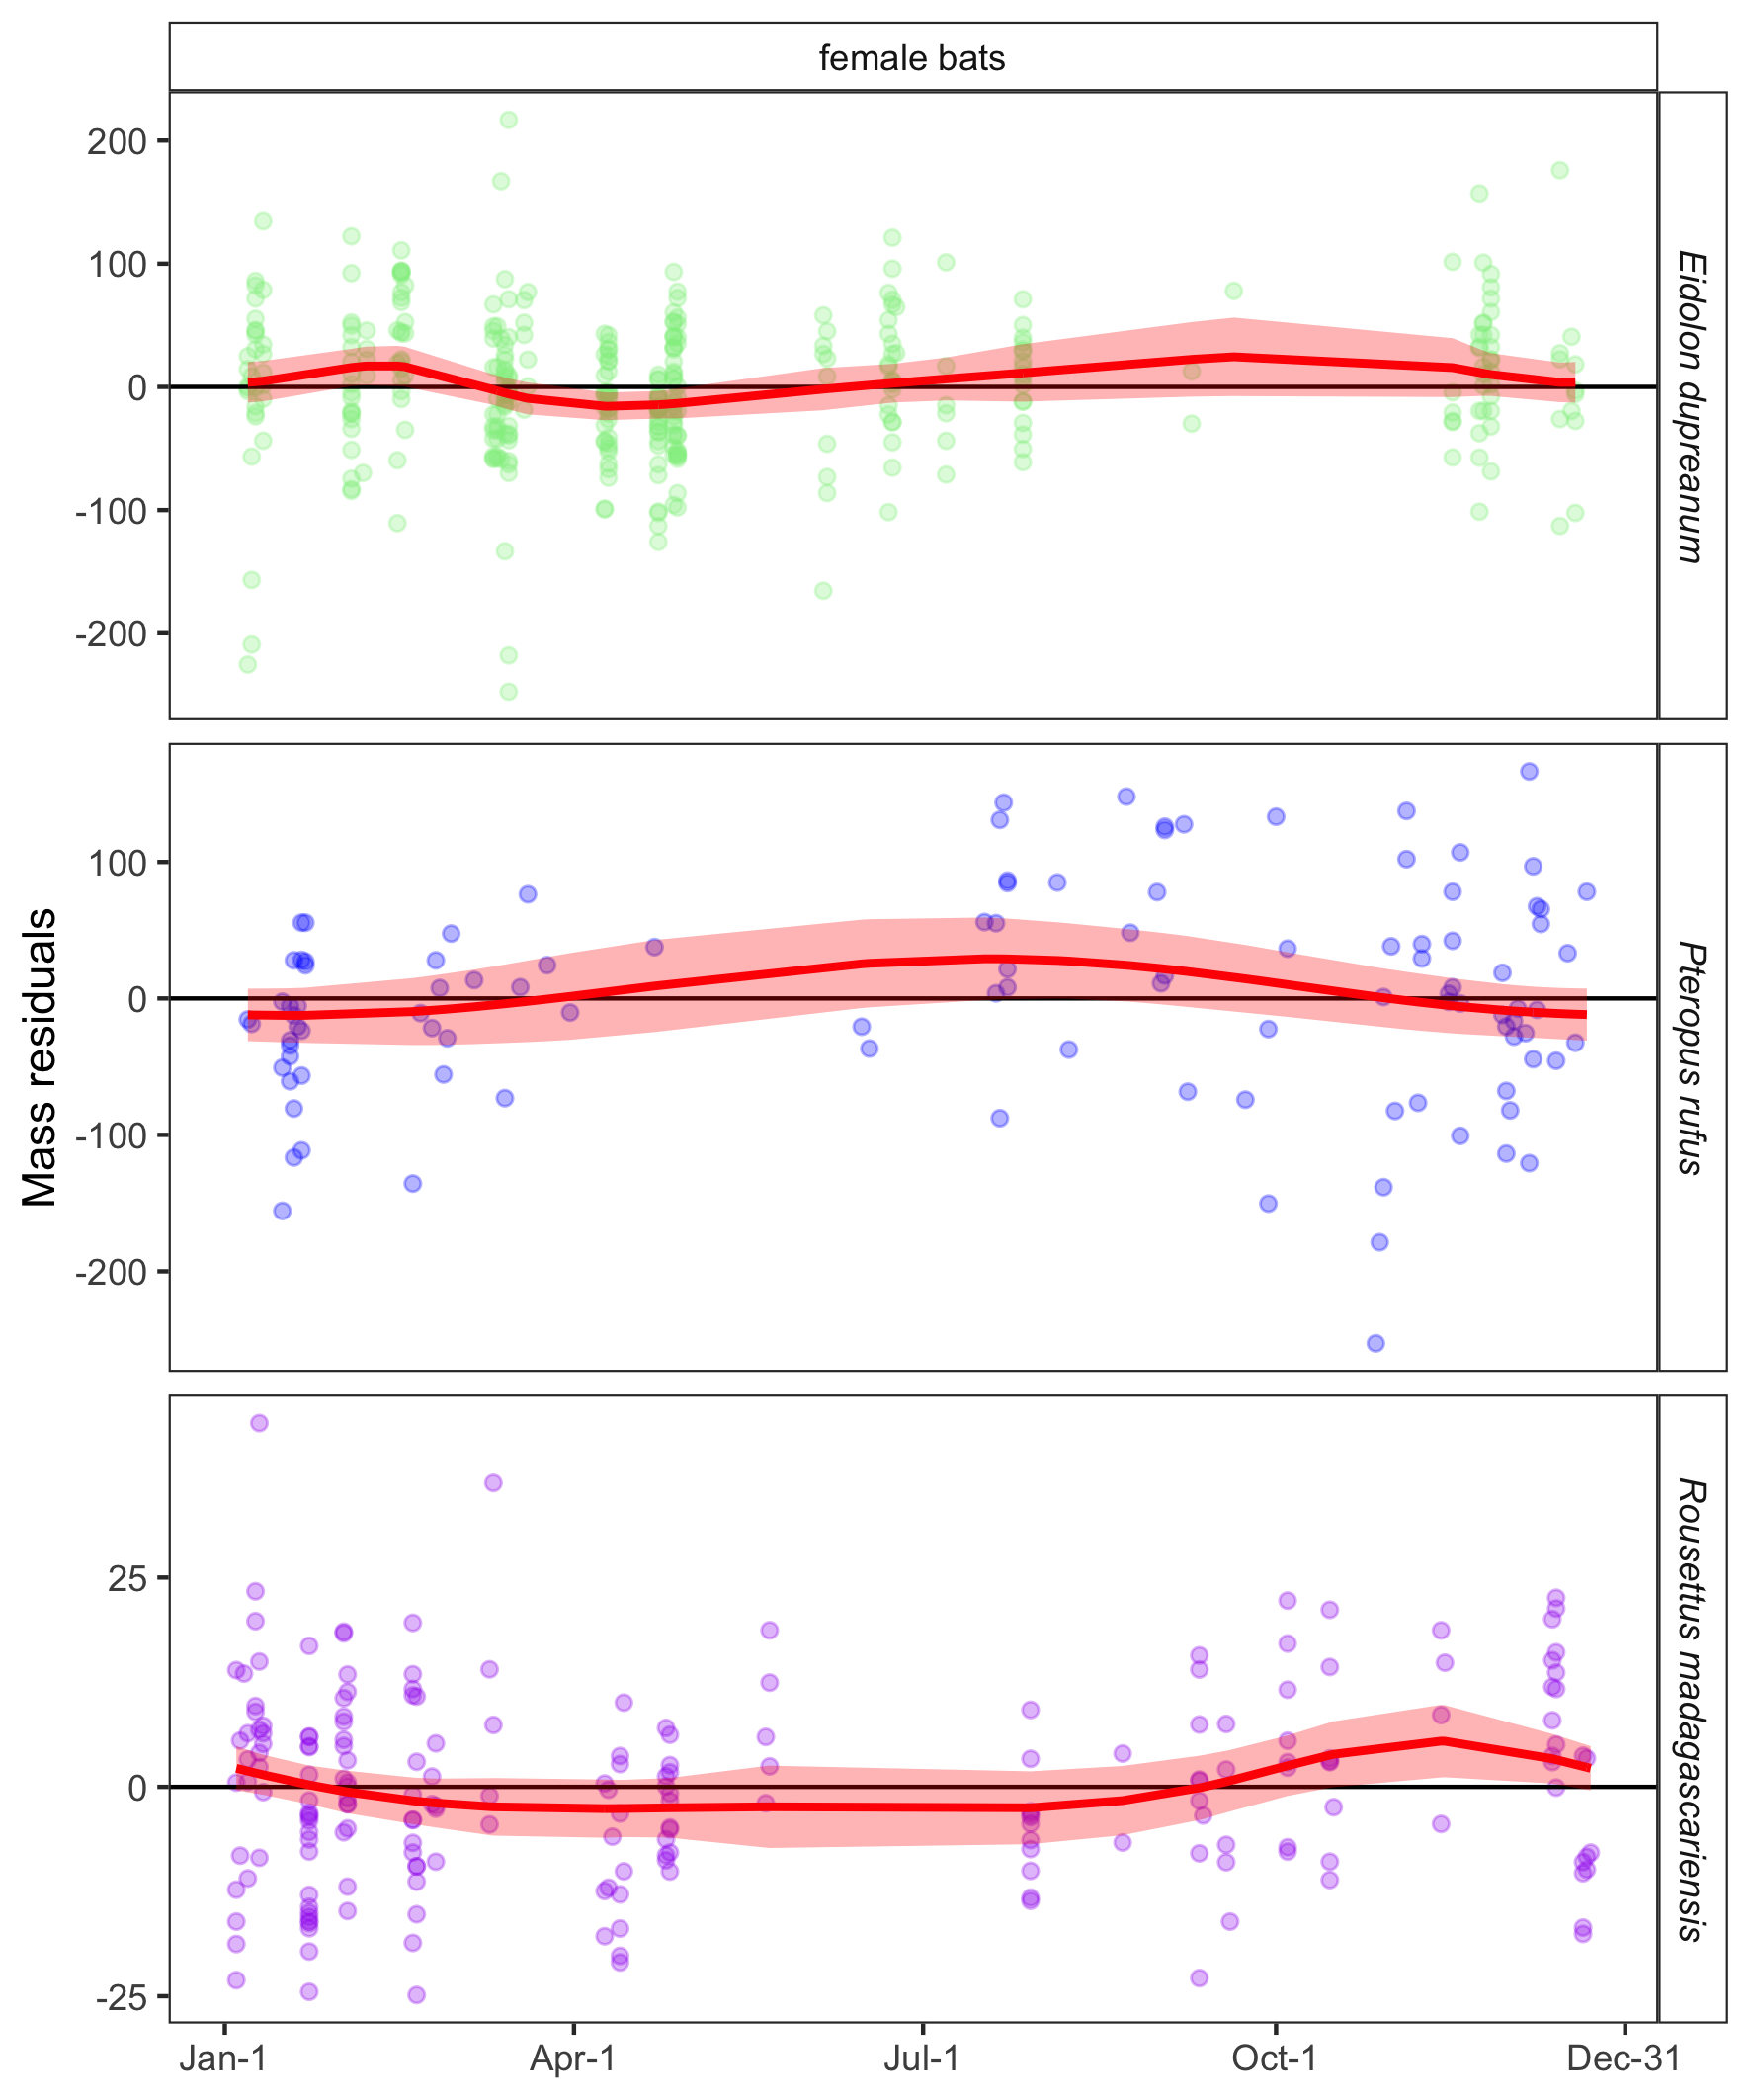 female bats
200
100
0
-100
-200
Eidolon dupreanum
100
0
-100
-200
Pteropus rufus
Mass residuals
25
0
-25
Rousettus madagascariensis
Jan-1
Apr-1
Jul-1
Oct-1
Dec-31